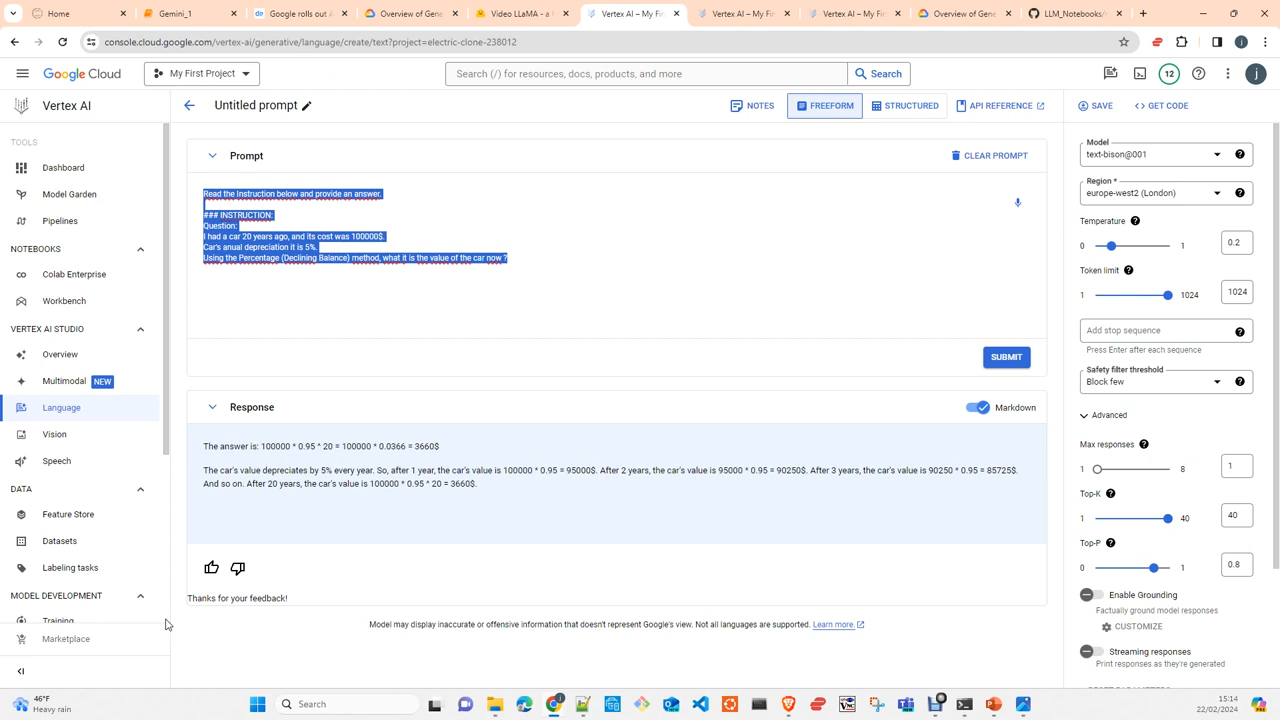 Home
Gemini_1
Google rolls out A
Overview of Gene
Video LLaMA - a
Vertex AI – My Firs
Vertex AI – My Firs
Vertex AI – My Firs
Overview of Gene
LLM_Notebooks/
console.cloud.google.com/vertex-ai/generative/language/create/text?project=electric-clone-238012
Google Cloud
My First Project
Search (/) for resources, docs, products, and more
Search
12
j
Vertex AI
Untitled prompt
NOTES
FREEFORM
STRUCTURED
API REFERENCE
SAVE
<> GET CODE
TOOLS
Dashboard
Model Garden
Pipelines
NOTEBOOKS
Colab Enterprise
Workbench
VERTEX AI STUDIO
Overview
Multimodal NEW
Language
Vision
Speech
DATA
Feature Store
Datasets
Labeling tasks
MODEL DEVELOPMENT
Training
Marketplace
Prompt
CLEAR PROMPT
Read the Instruction below and provide an answer.
### INSTRUCTION:
Question:
I had a car 20 years ago, and its cost was 100000$.
Car's anual depreciation it is 5%.
Using the Percentage (Declining Balance) method, what it is the value of the car now ?
SUBMIT
Response
Markdown
The answer is: 100000 * 0.95 ^ 20 = 100000 * 0.0366 = 3660$
The car's value depreciates by 5% every year. So, after 1 year, the car's value is 100000 * 0.95 = 95000$. After 2 years, the car's value is 95000 * 0.95 = 90250$. After 3 years, the car's value is 90250 * 0.95 = 85725$.
And so on. After 20 years, the car's value is 100000 * 0.95 ^ 20 = 3660$.
Thanks for your feedback!
Model may display inaccurate or offensive information that doesn't represent Google's view. Not all languages are supported. Learn more.
Model
text-bison@001
Region *
europe-west2 (London)
Temperature
0 1 0.2
Token limit
1 1024 1024
Add stop sequence
Press Enter after each sequence
Safety filter threshold
Block few
Advanced
Max responses
1 8 1
Top-K
1 40 40
Top-P
0 1 0.8
Enable Grounding
Factually ground model responses
CUSTOMIZE
Streaming responses
Print responses as they're generated
46°F
Heavy rain
Search
15:14
22/02/2024